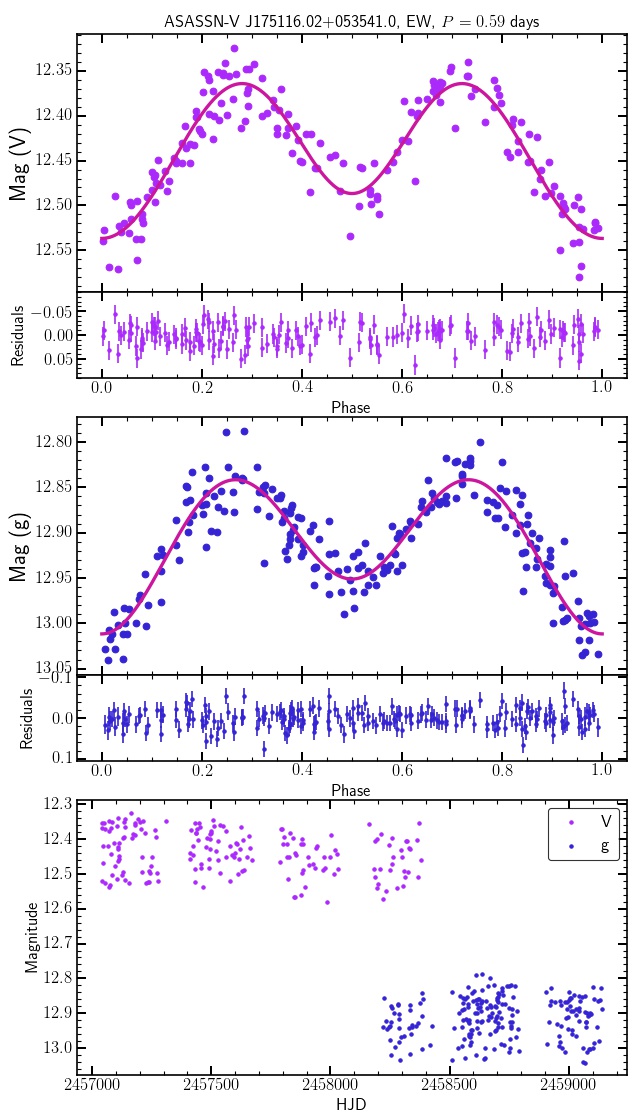 ASASSN-V J175116.02+053541.0, EW, P = 0.59 days
12.35
12.40
12.45
12.50
12.55
Mag (V)
−0.05
0.00
0.05
Residuals
0.0 0.2 0.4 0.6 0.8 1.0
Phase
12.80
12.85
12.90
12.95
13.00
13.05
Mag (g)
−0.1
0.0
0.1
Residuals
0.0 0.2 0.4 0.6 0.8 1.0
Phase
12.3
12.4
12.5
12.6
12.7
12.8
12.9
13.0
Magnitude
V
g
2457000 2457500 2458000 2458500 2459000
HJD